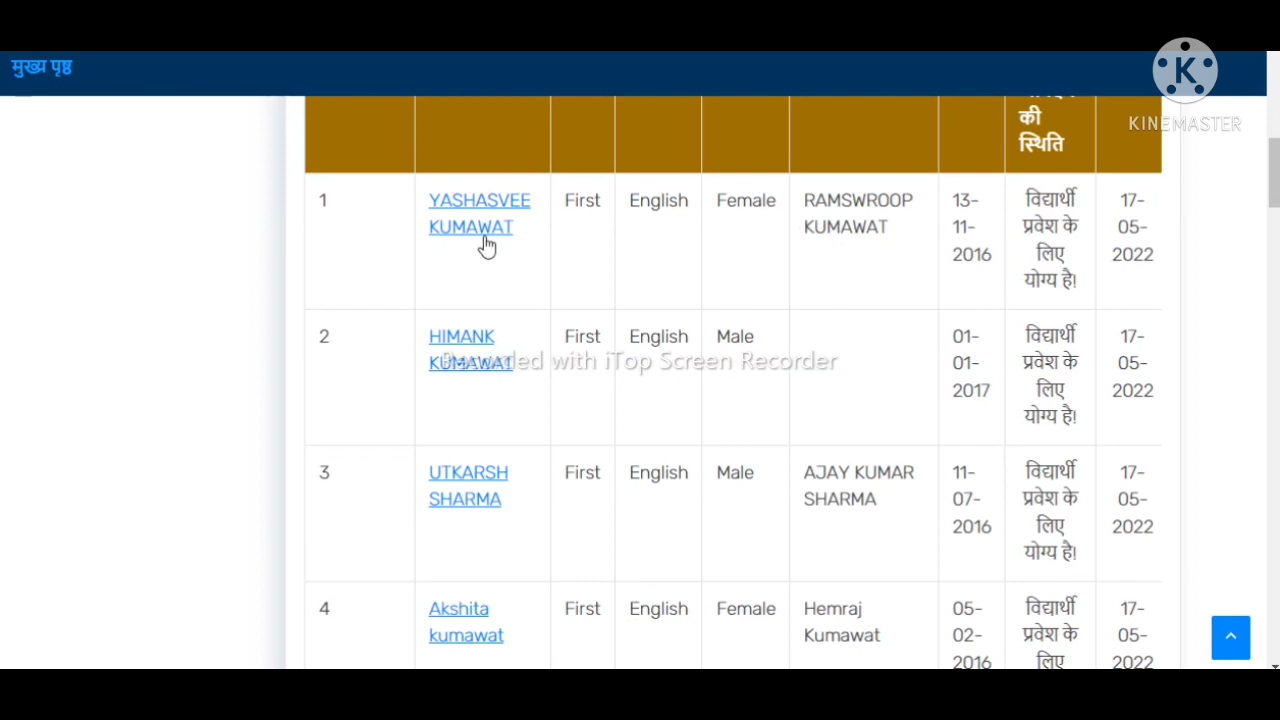 मुख्य पृष्ठ
KINEMASTER
की
स्थिति
1 YASHASVEE First English Female RAMSWROOP 13- विद्यार्थी 17-
KUMAWAT KUMAWAT 11- प्रवेश के 05-
2016 लिए 2022
योग्य है।
2 HIMANK First English Male 01- विद्यार्थी 17-
KUMAWAT 01- प्रवेश के 05-
Recorded with iTop Screen Recorder
2017 लिए 2022
योग्य है।
3 UTKARSH First English Male AJAY KUMAR 11- विद्यार्थी 17-
SHARMA SHARMA 07- प्रवेश के 05-
2016 लिए 2022
योग्य है।
4 Akshita First English Female Hemraj 05- विद्यार्थी 17-
kumawat Kumawat 02- प्रवेश के 05-
2016 लिए 2022